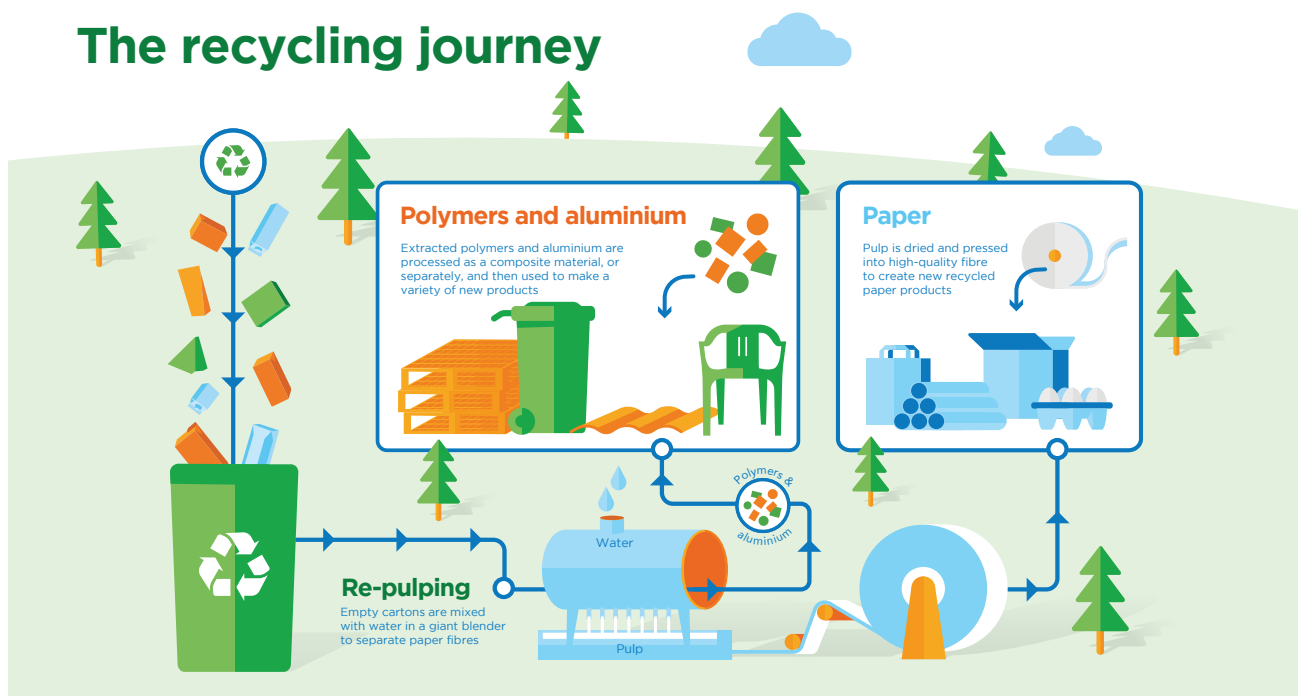 The recycling journey
Polymers and aluminium
Extracted polymers and aluminium are
processed as a composite material, or
separately, and then used to make a
variety of new products
Paper
Pulp is dried and pressed
into high-quality fibre
to create new recycled
paper products
Re-pulping
Empty cartons are mixed
with water in a giant blender
to separate paper fibres
Water
Pulp
Polymers &
aluminium